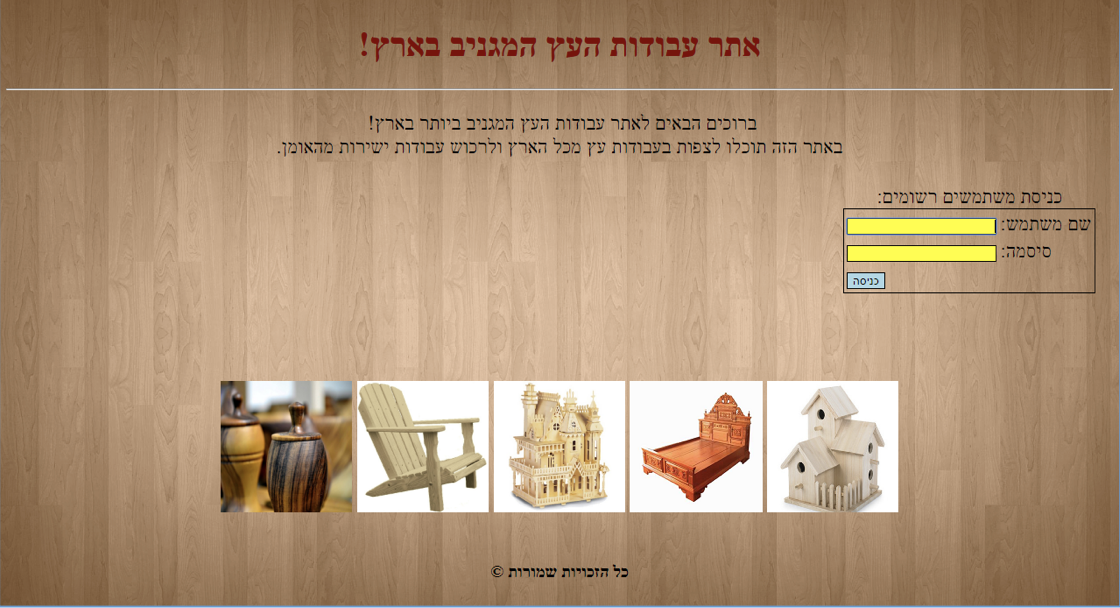 אתר עבודות העץ המגניב בארץ!
ברוכים הבאים לאתר עבודות העץ המגניב ביותר בארץ!
באתר הזה תוכלו לצפות בעבודות עץ מכל הארץ ולרכוש עבודות ישירות מהאומן.
כניסת משתמשים רשומים:
שם משתמש:
סיסמה:
כניסה
כל הזכויות שמורות ©